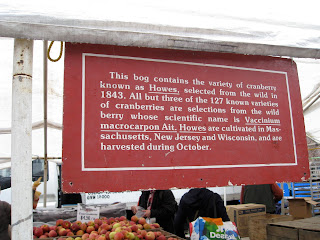 This bog contains the variety of cranberry
known as Howes, selected from the wild in
1843. All but three of the 127 known varieties
of cranberries are selections from the wild
berry whose scientific name is Vaccinium
macrocarpon Ait. Howes are cultivated in Mas-
sachusetts, New Jersey and Wisconsin, and are
harvested during October.